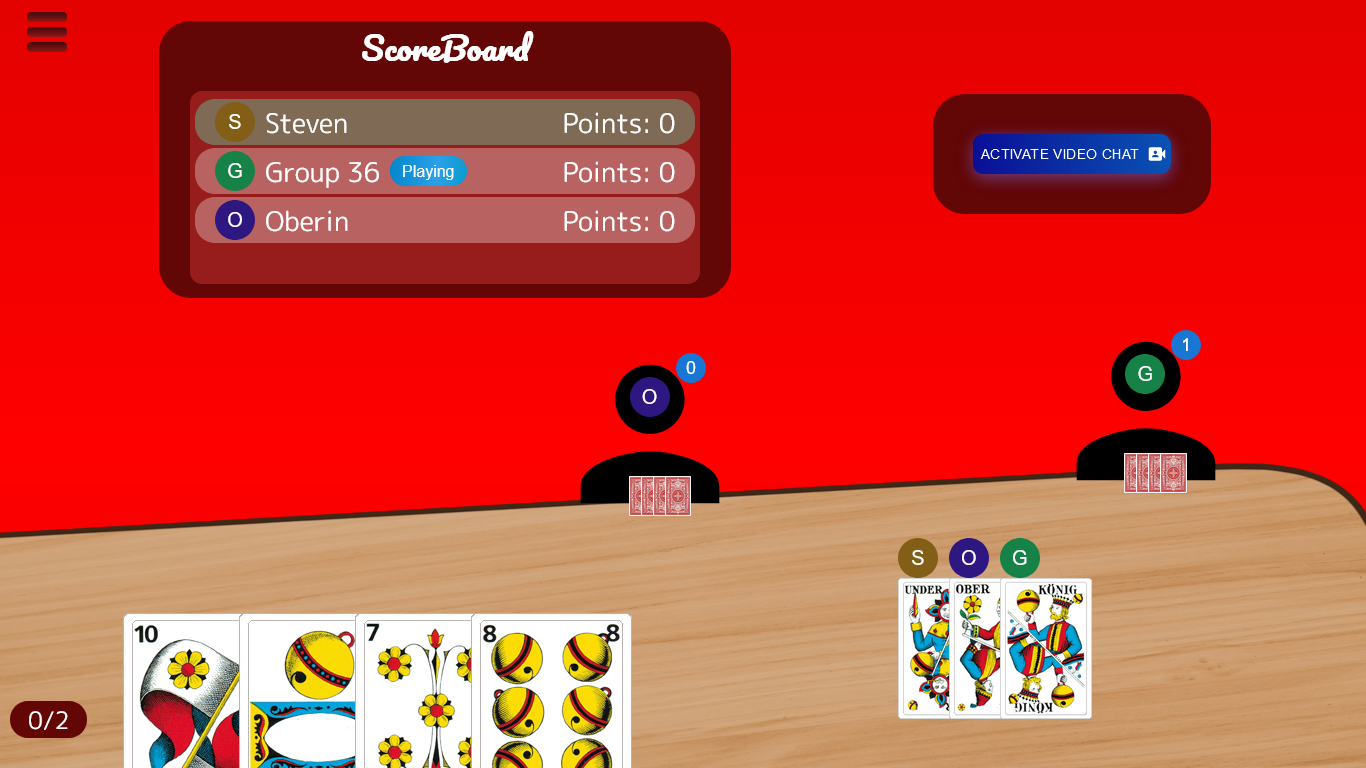 ScoreBoard
S Steven Points: 0
G Group 36 Playing Points: 0
O Oberin Points: 0
ACTIVATE VIDEO CHAT
O 0
G 1
S O G
UNDER OBER KÖNIG
KÖNIG
10 7 8 8
0/2